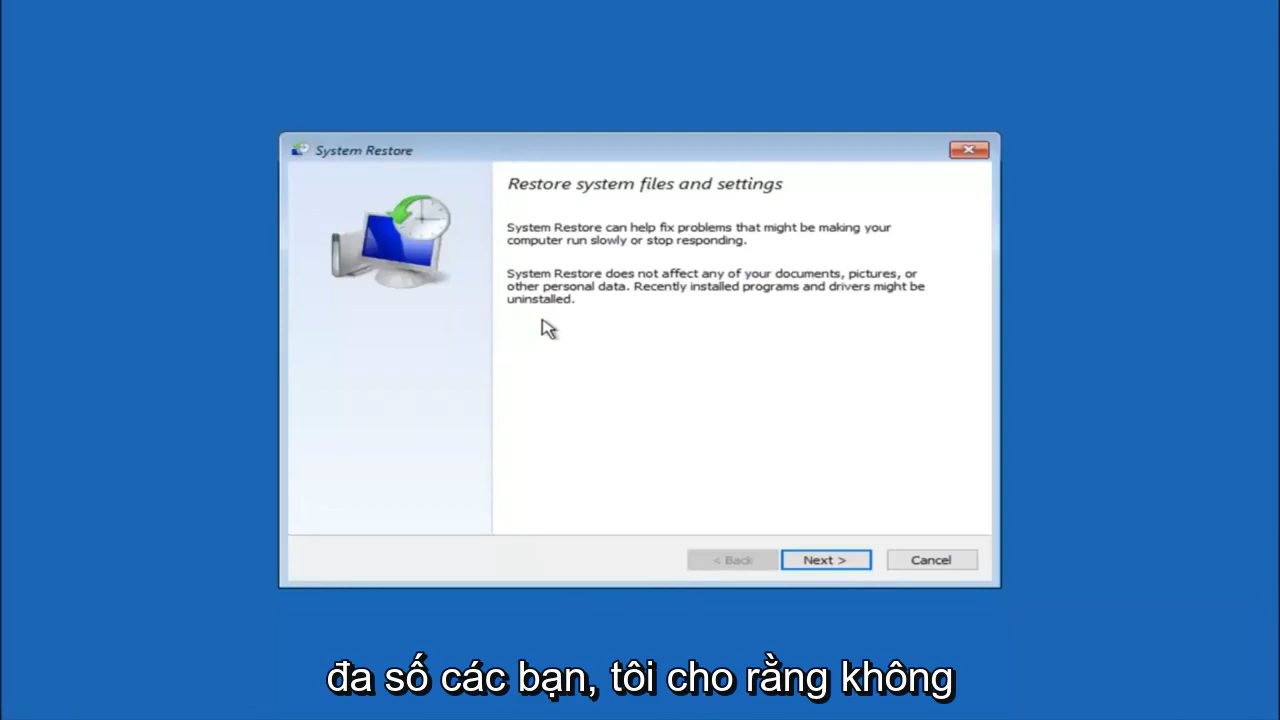 System Restore
Restore system files and settings
System Restore can help fix problems that might be making your
computer run slowly or stop responding.
System Restore does not affect any of your documents, pictures, or
other personal data. Recently installed programs and drivers might be
uninstalled.
< Back
Next >
Cancel
đa số các bạn, tôi cho rằng không